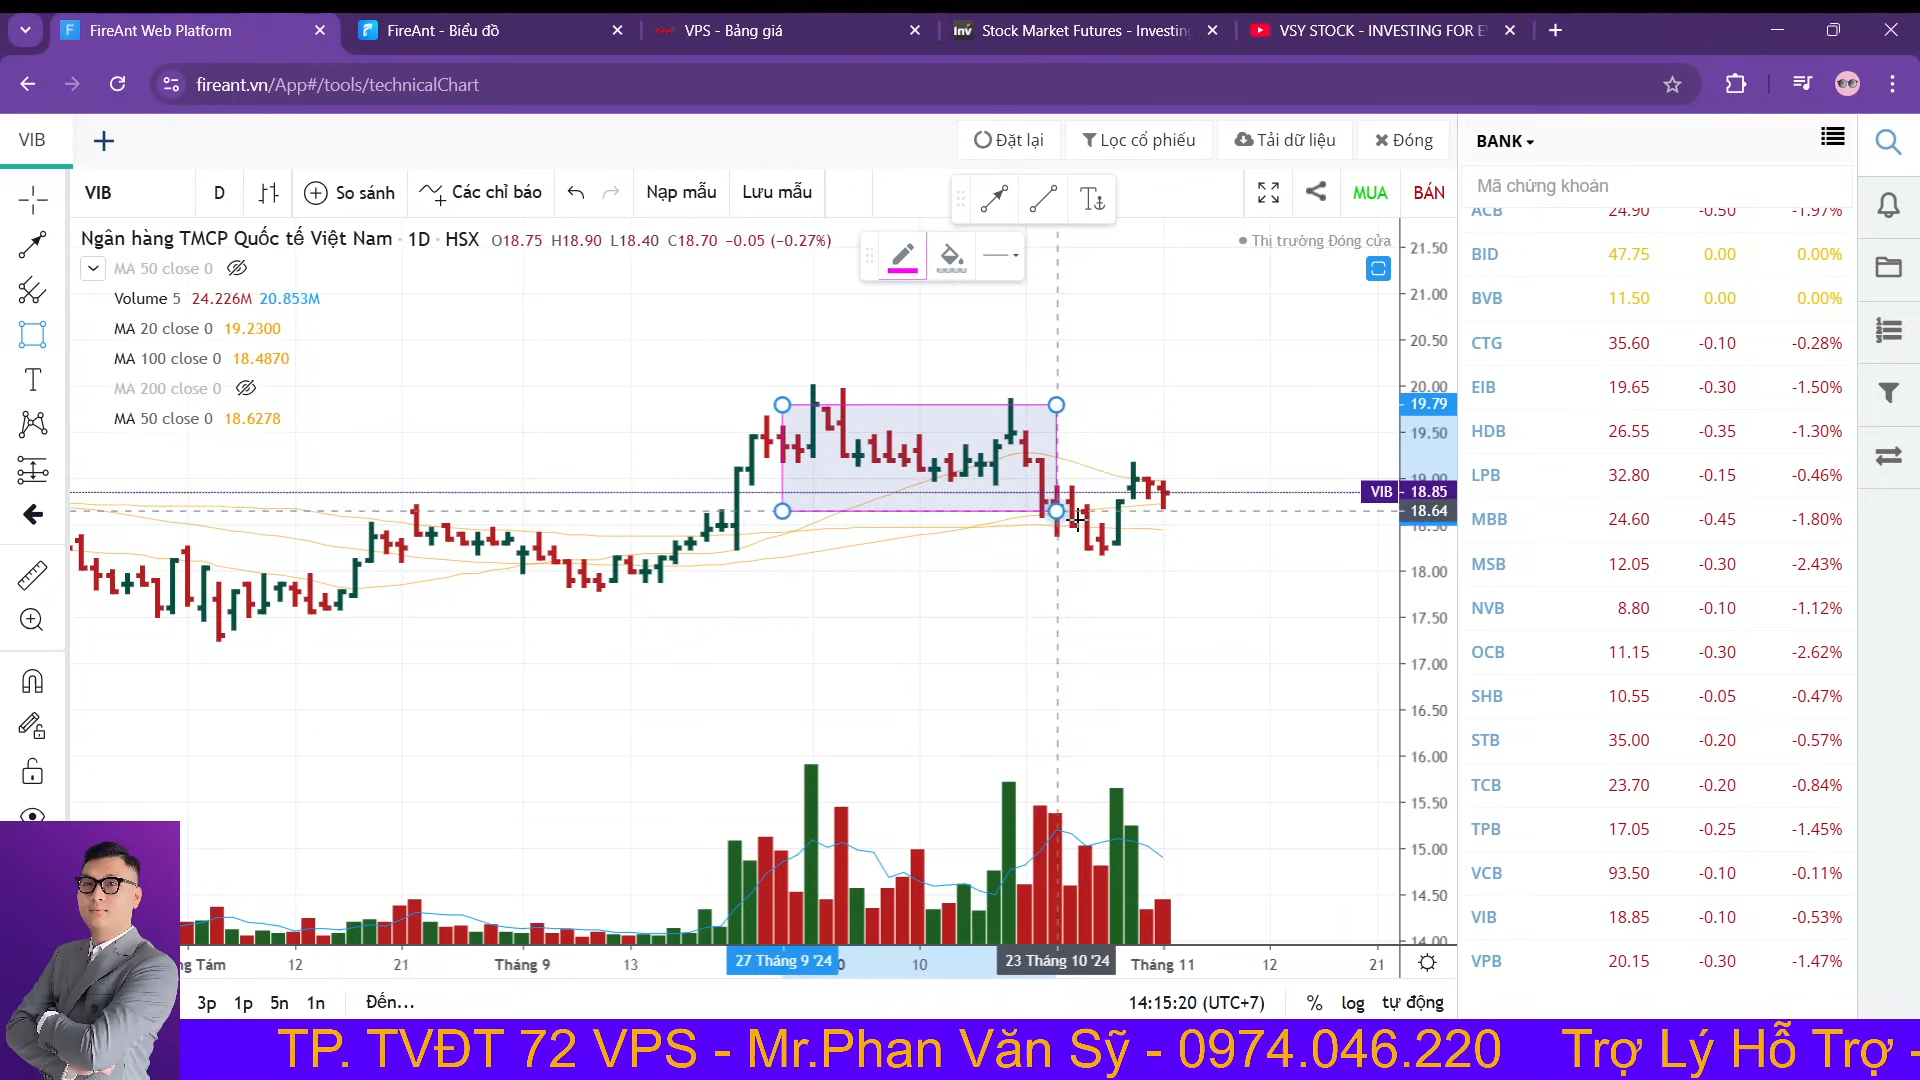 FireAnt Web Platform
FireAnt - Biểu đồ
VPS - Bảng giá
Stock Market Futures - Investing
VSY STOCK - INVESTING FOR E
fireant.vn/App#/tools/technicalChart
VIB
Đặt lại
Lọc cổ phiếu
Tải dữ liệu
Đóng
VIB
D
So sánh
Các chỉ báo
Nạp mẫu
Lưu mẫu
MUA
BÁN
Ngân hàng TMCP Quốc tế Việt Nam · 1D · HSX O18.75 H18.90 L18.40 C18.70 -0.05 (-0.27%)
Thị trường Đóng cửa
MA 50 close 0
Volume 5 24.226M 20.853M
MA 20 close 0 19.2300
MA 100 close 0 18.4870
MA 200 close 0
MA 50 close 0 18.6278
21.50
21.00
20.50
20.00
19.79
19.50
19.00
VIB 18.85
18.64
18.50
18.00
17.50
17.00
16.50
16.00
15.50
15.00
14.50
14.00
ng Tám
12
21
Tháng 9
13
27 Tháng 9 '24
10
23 Tháng 10 '24
Tháng 11
12
21
3p 1p 5n 1n Đến...
14:15:20 (UTC+7) % log tự động
BANK
Mã chứng khoán
ACB 24.90 -0.50 -1.97%
BID 47.75 0.00 0.00%
BVB 11.50 0.00 0.00%
CTG 35.60 -0.10 -0.28%
EIB 19.65 -0.30 -1.50%
HDB 26.55 -0.35 -1.30%
LPB 32.80 -0.15 -0.46%
MBB 24.60 -0.45 -1.80%
MSB 12.05 -0.30 -2.43%
NVB 8.80 -0.10 -1.12%
OCB 11.15 -0.30 -2.62%
SHB 10.55 -0.05 -0.47%
STB 35.00 -0.20 -0.57%
TCB 23.70 -0.20 -0.84%
TPB 17.05 -0.25 -1.45%
VCB 93.50 -0.10 -0.11%
VIB 18.85 -0.10 -0.53%
VPB 20.15 -0.30 -1.47%
TP. TVĐT 72 VPS - Mr.Phan Văn Sỹ - 0974.046.220 Trợ Lý Hỗ Trợ -